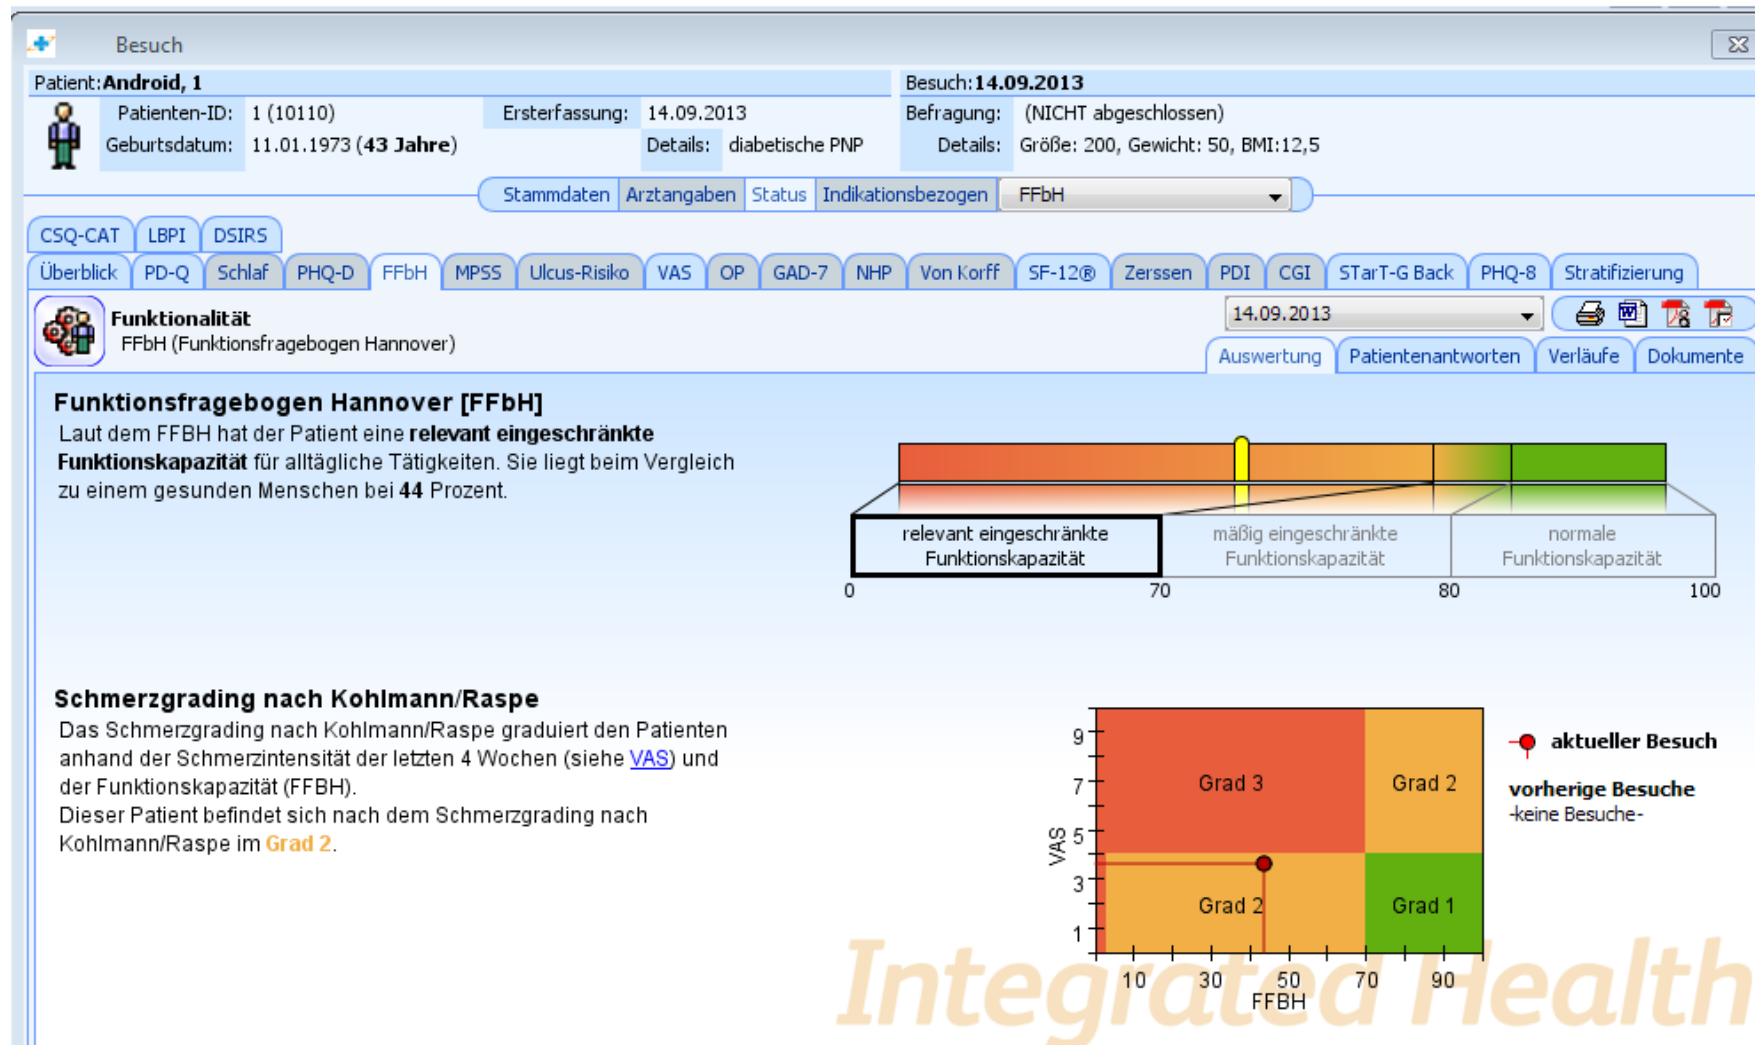 Besuch
Patient:Android, 1
Besuch:14.09.2013
Patienten-ID: 1 (10110) Ersterfassung: 14.09.2013
Befragung: (NICHT abgeschlossen)
Geburtsdatum: 11.01.1973 (43 Jahre) Details: diabetische PNP
Details: Größe: 200, Gewicht: 50, BMI:12,5
Stammdaten Arztangaben Status Indikationsbezogen FFbH
CSQ-CAT LBPI DSIRS
Überblick PD-Q Schlaf PHQ-D FFbH MPSS Ulcus-Risiko VAS OP GAD-7 NHP Von Korff SF-12® Zerssen PDI CGI STarT-G Back PHQ-8 Stratifizierung
Funktionalität
FFbH (Funktionsfragebogen Hannover)
14.09.2013
Auswertung Patientenantworten Verläufe Dokumente
Funktionsfragebogen Hannover [FFbH]
Laut dem FFBH hat der Patient eine relevant eingeschränkte
Funktionskapazität für alltägliche Tätigkeiten. Sie liegt beim Vergleich
zu einem gesunden Menschen bei 44 Prozent.
relevant eingeschränkte
Funktionskapazität
mäßig eingeschränkte
Funktionskapazität
normale
Funktionskapazität
0 70 80 100
Schmerzgrading nach Kohlmann/Raspe
Das Schmerzgrading nach Kohlmann/Raspe graduiert den Patienten
anhand der Schmerzintensität der letzten 4 Wochen (siehe VAS) und
der Funktionskapazität (FFBH).
Dieser Patient befindet sich nach dem Schmerzgrading nach
Kohlmann/Raspe im Grad 2.
9
7
5
3
1
VAS
Grad 3 Grad 2
Grad 2 Grad 1
10 30 50 70 90
FFBH
aktueller Besuch
vorherige Besuche
-keine Besuche-
Integrated Health